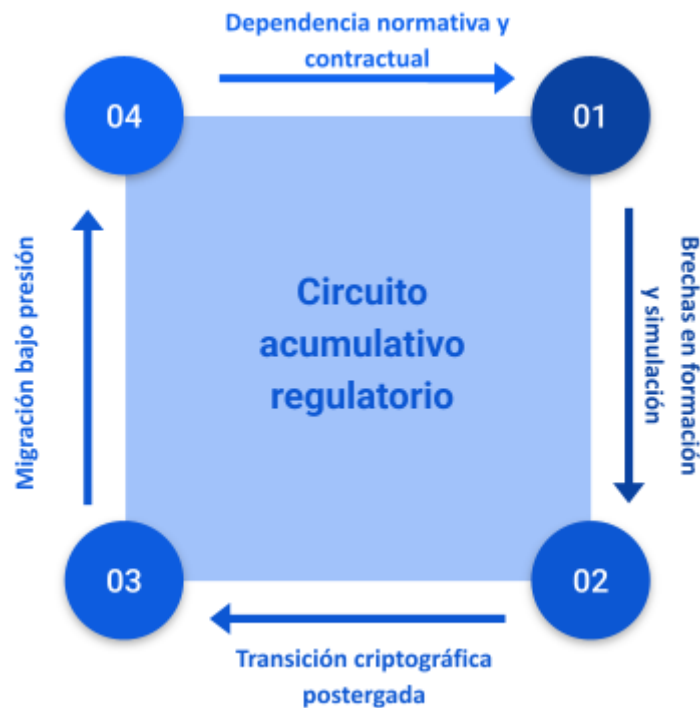 Dependencia normativa y
contractual
04
01
Brechas en formación
y simulación
Circuito
acumulativo
regulatorio
Migración bajo presión
03
02
Transición criptográfica
postergada